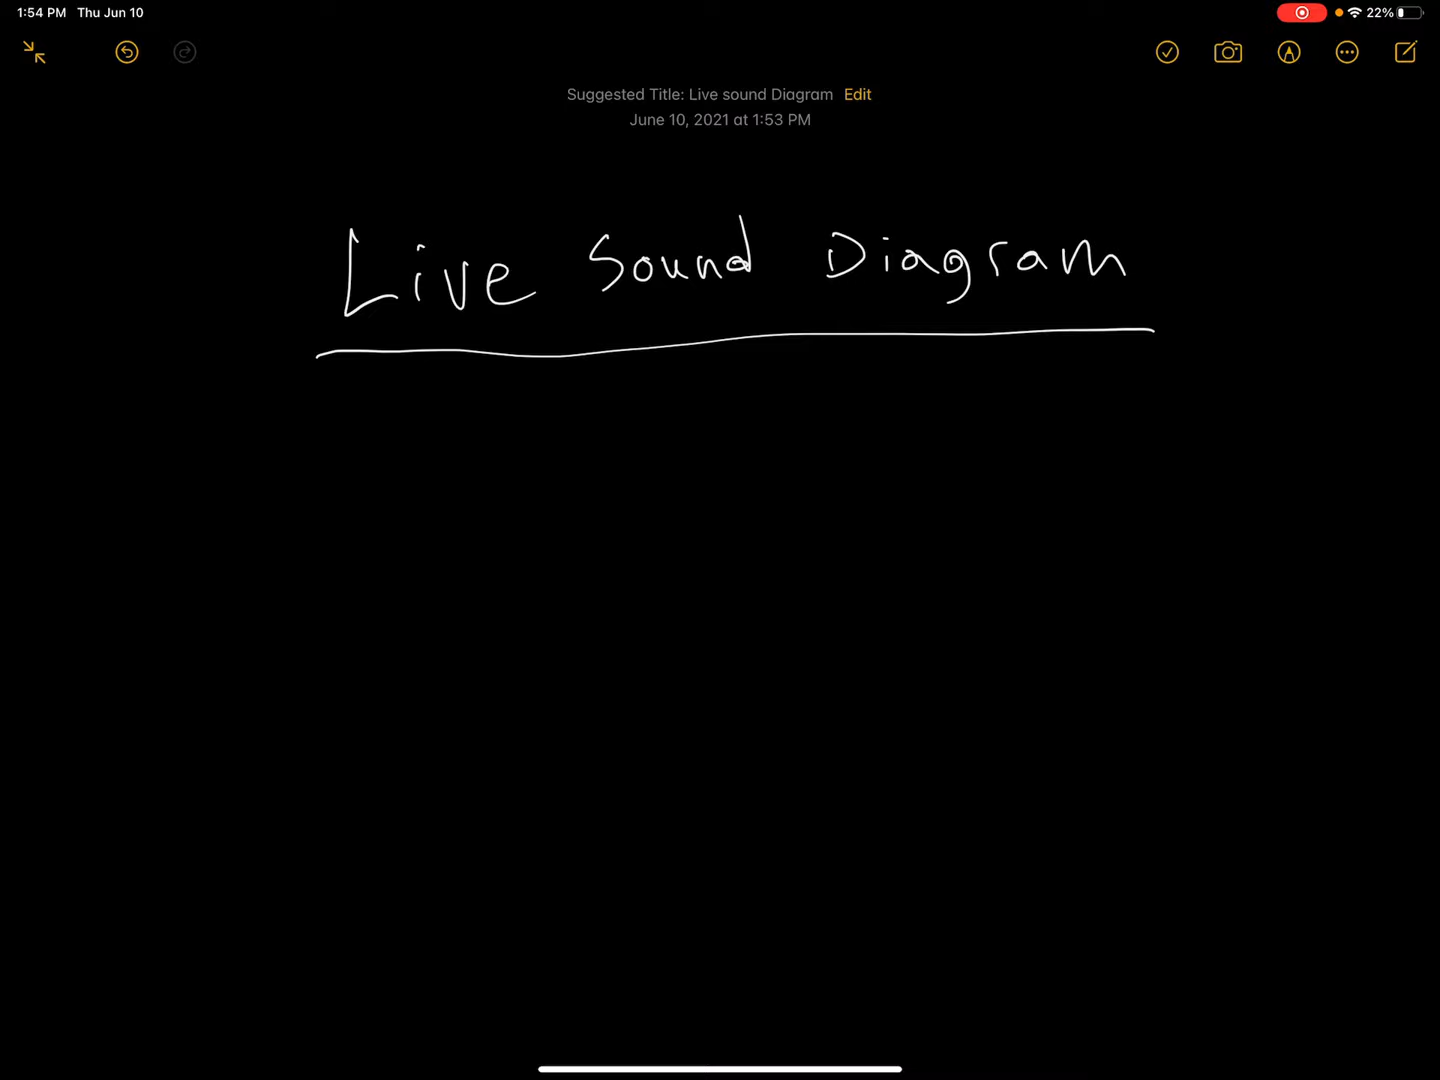 1:54 PM Thu Jun 10 22%
Suggested Title: Live sound Diagram Edit
June 10, 2021 at 1:53 PM
Live Sound Diagram